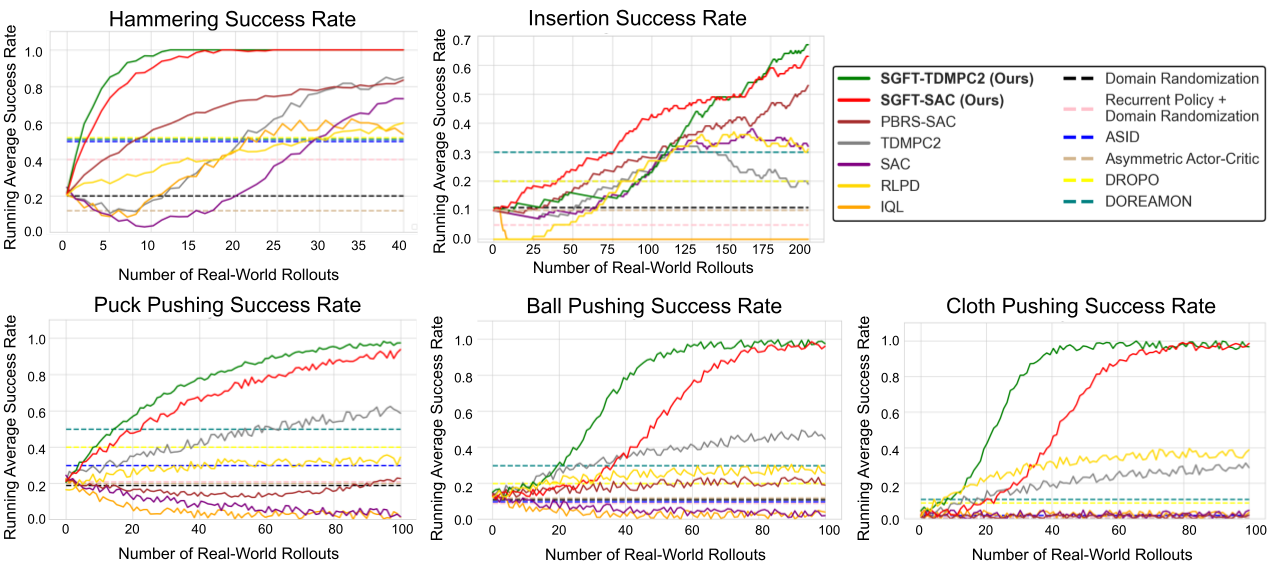 Hammering Success Rate
Running Average Success Rate
1.0
0.8
0.6
0.4
0.2
0.0
0 5 10 15 20 25 30 35 40
Number of Real-World Rollouts
Insertion Success Rate
Running Average Success Rate
0.7
0.6
0.5
0.4
0.3
0.2
0.1
0.0
0 25 50 75 100 125 150 175 200
Number of Real-World Rollouts
SGFT-TDMPC2 (Ours)
SGFT-SAC (Ours)
PBRS-SAC
TDMPC2
SAC
RLPD
IQL
Domain Randomization
Recurrent Policy +
Domain Randomization
ASID
Asymmetric Actor-Critic
DROPO
DOREAMON
Puck Pushing Success Rate
Running Average Success Rate
1.0
0.8
0.6
0.4
0.2
0.0
0 20 40 60 80 100
Number of Real-World Rollouts
Ball Pushing Success Rate
Running Average Success Rate
1.0
0.8
0.6
0.4
0.2
0.0
0 20 40 60 80 100
Number of Real-World Rollouts
Cloth Pushing Success Rate
Running Average Success Rate
1.0
0.8
0.6
0.4
0.2
0.0
0 20 40 60 80 100
Number of Real-World Rollouts